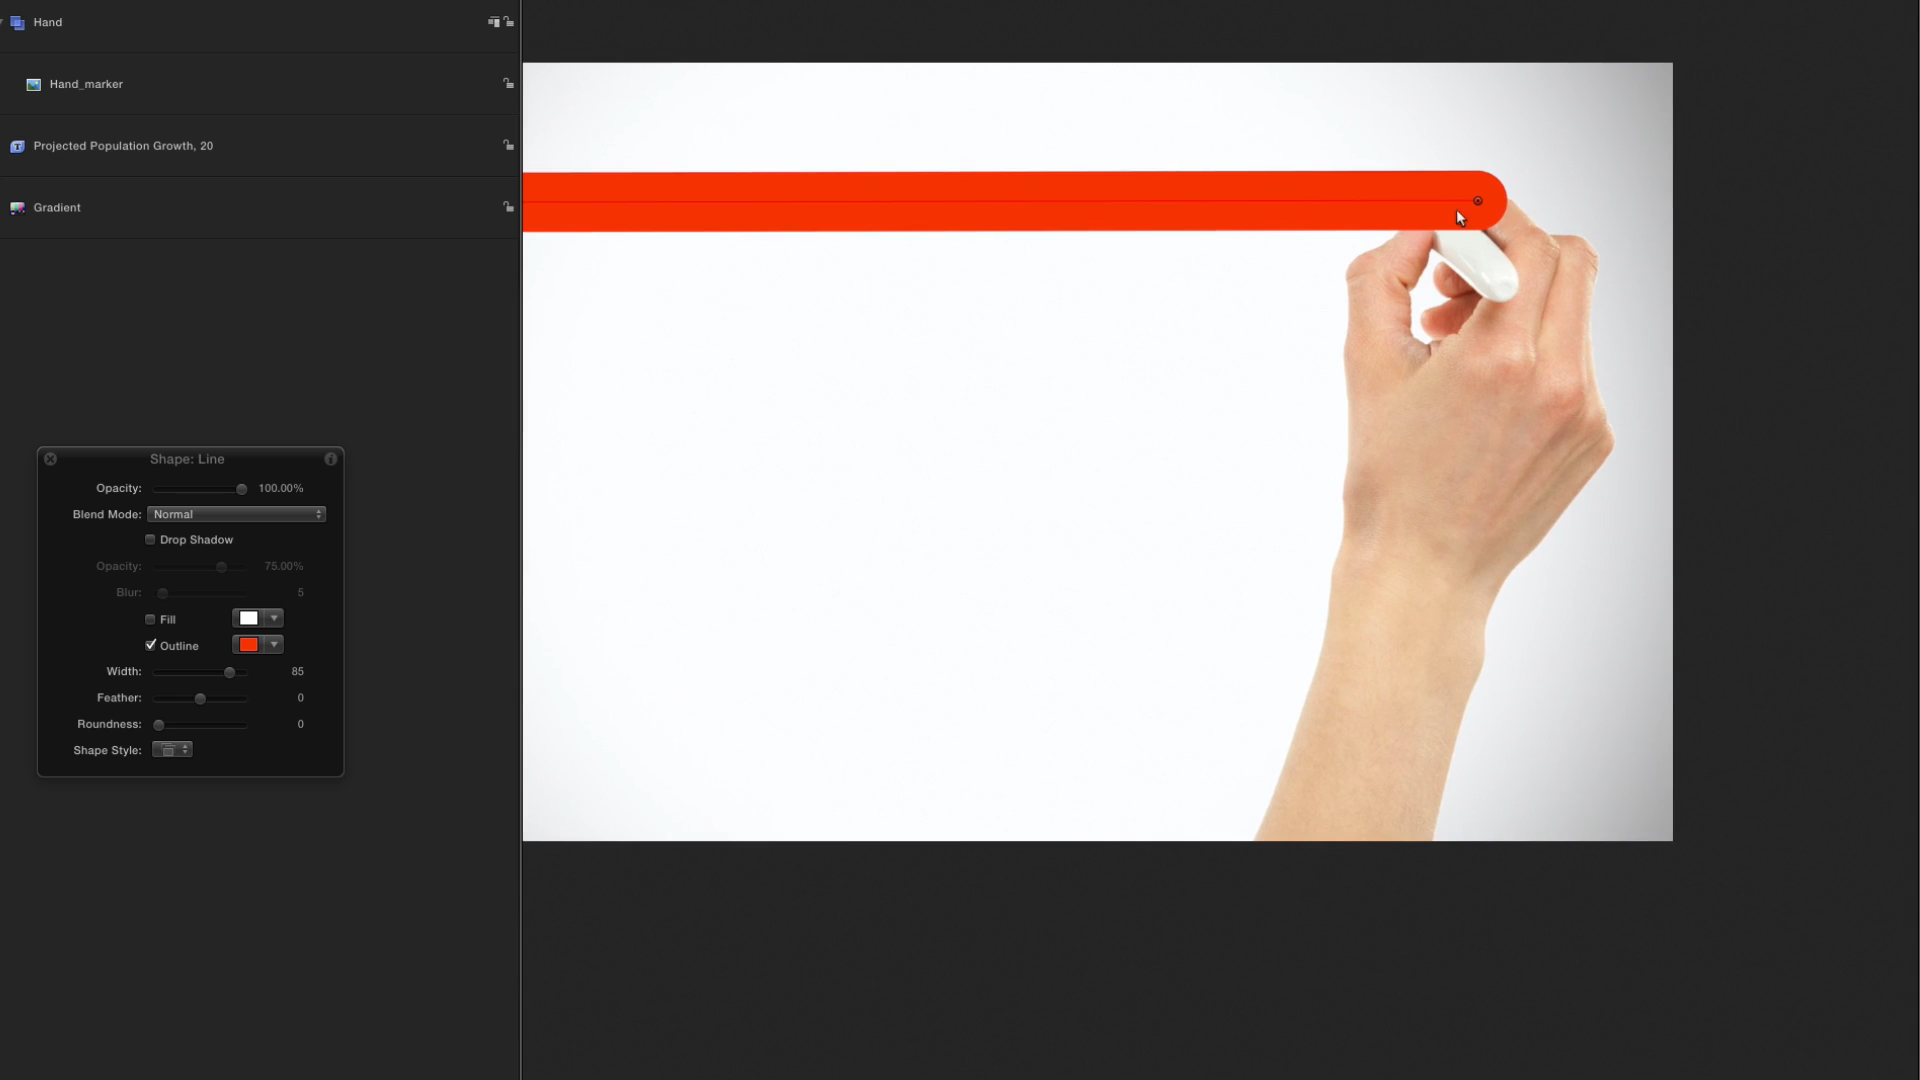 Hand
Hand_marker
Projected Population Growth, 20
Gradient
Shape: Line
Opacity: 100.00%
Blend Mode: Normal
Drop Shadow
Opacity: 75.00%
Blur: 5
Fill
Outline
Width: 85
Feather: 0
Roundness: 0
Shape Style: